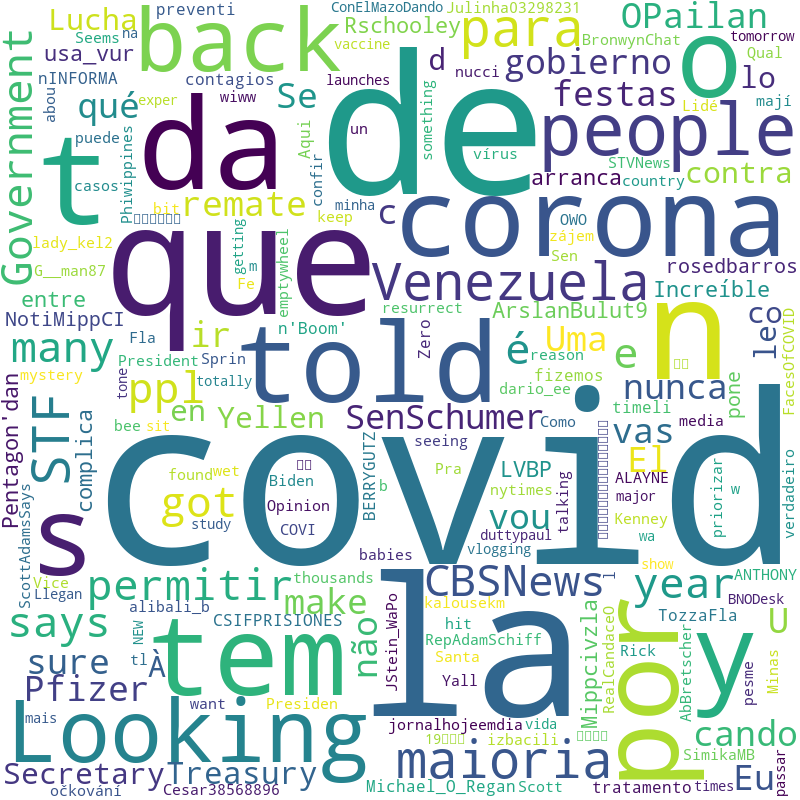 preventi
ConElMazoDando
Julinha03298231
Lucha
Seems
na
back
vaccine
para
OPailan
BronwynChat
tomorrow
usa_vur
nINFORMA
Rschooley
d
nucci
gobierno
Qual
o
lo
contagios
launches
qué
exper
wiww
Se
de
festas
Lidé
mají
abou
Government
t
puede
da
un
something
people
Aqui
vírus
STVNews
casos
Phiwippines
confir
arranca
country
contra
bit
remate
keep
minha
c
corona
OWO
zájem
lady_kel2
que
getting
m
emptywheel
Sen
rosedbarros
G__man87
Fe
Venezuela
Increíble
entre
resurrect
n
co
NotiMippCI
Fla
ir
n'Boom'
told
Zero
ArslanBulut9
é
Uma
e
le
FacesOfCOVID
many
President
Sprin
reason
tone
totally
dario_ee
fizemos
nunca
mystery
ppl
Como
timeli
pone
Pentagon'dan
STF
complica
bee
sit
en
Yellen
SenSchumer
vas
media
covid
seeing
El
found
wet
Biden
BERRYGUTZ
Pra
LVBP
talking
ALAYNE
priorizar
w
verdadeiro
ScottAdamsSays
s
got
Opinion
b
nytimes
major
Kenney
study
COVI
vou
duttypaul
wa
babies
vlogging
show
Vice
permitir
thousands
la
CBSNews
l
year
ANTHONY
Llegan
alibali_b
make
kalousekm
BNODesk
says
NEW
CSIFPRISIONES
não
hit
Mippcivzla
RealCandaceO
por
TozzaFla
U
tem
JStein_WaPo
RepAdamSchiff
y
sure
À
tl
Santa
Rick
AbBretscher
Minas
Pfizer
Yall
pesme
want
Presiden
Looking
mais
jornalhojeemdia
vida
cando
izbacili
maioria
SimikaMB
Secretary
Treasury
Eu
passar
očkování
Cesar38568896
Michael_O_Regan
Scott
tratamento
times